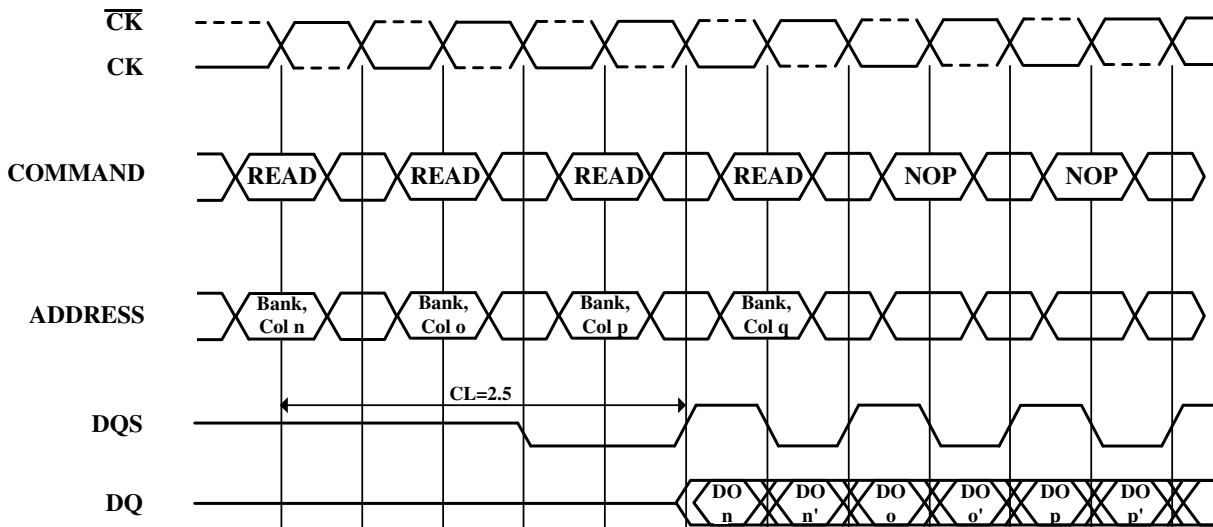 CK
CK
COMMAND
READ
READ
READ
READ
NOP
NOP
ADDRESS
Bank,
Col n
Bank,
Col o
Bank,
Col p
Bank,
Col q
CL=2.5
DQS
DQ
DO
n
DO
n'
DO
o
DO
o'
DO
p
DO
p'